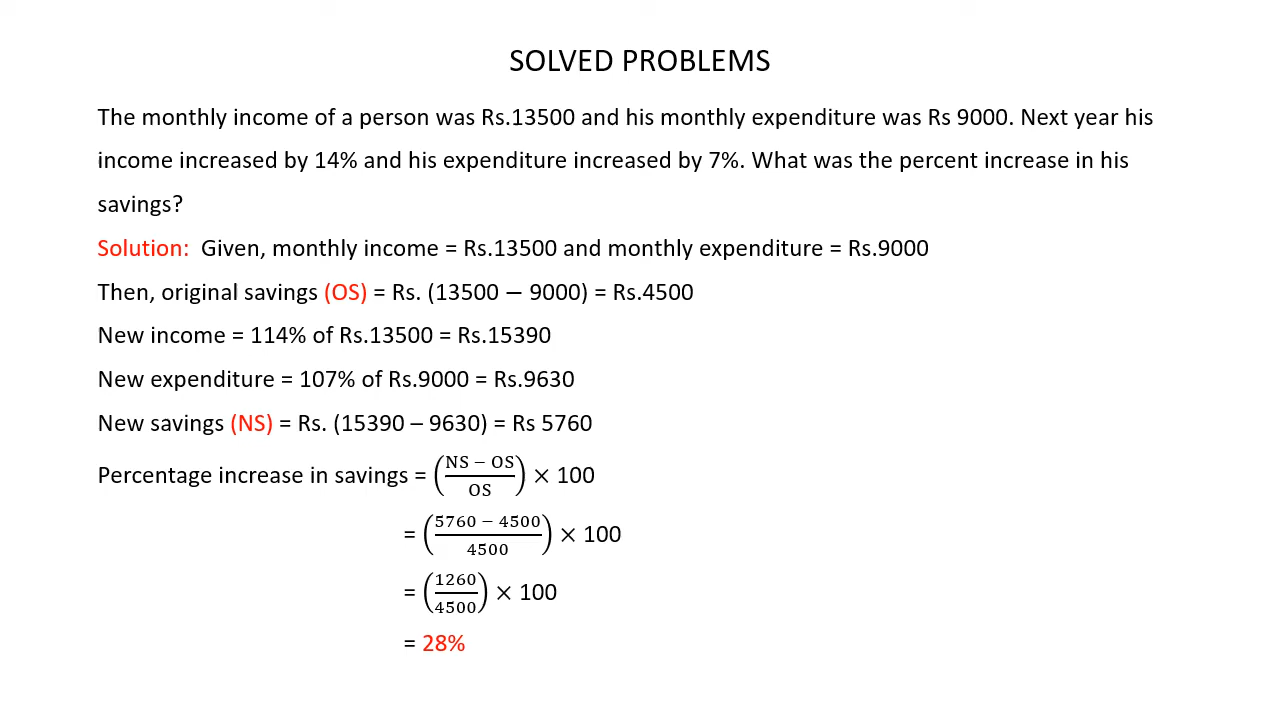 SOLVED PROBLEMS
The monthly income of a person was Rs.13500 and his monthly expenditure was Rs 9000. Next year his
income increased by 14% and his expenditure increased by 7%. What was the percent increase in his
savings?
Solution: Given, monthly income = Rs.13500 and monthly expenditure = Rs.9000
Then, original savings (OS) = Rs. (13500 − 9000) = Rs.4500
New income = 114% of Rs.13500 = Rs.15390
New expenditure = 107% of Rs.9000 = Rs.9630
New savings (NS) = Rs. (15390 – 9630) = Rs 5760
Percentage increase in savings = (NS − OS / OS) × 100
= (5760 − 4500 / 4500) × 100
= (1260 / 4500) × 100
= 28%